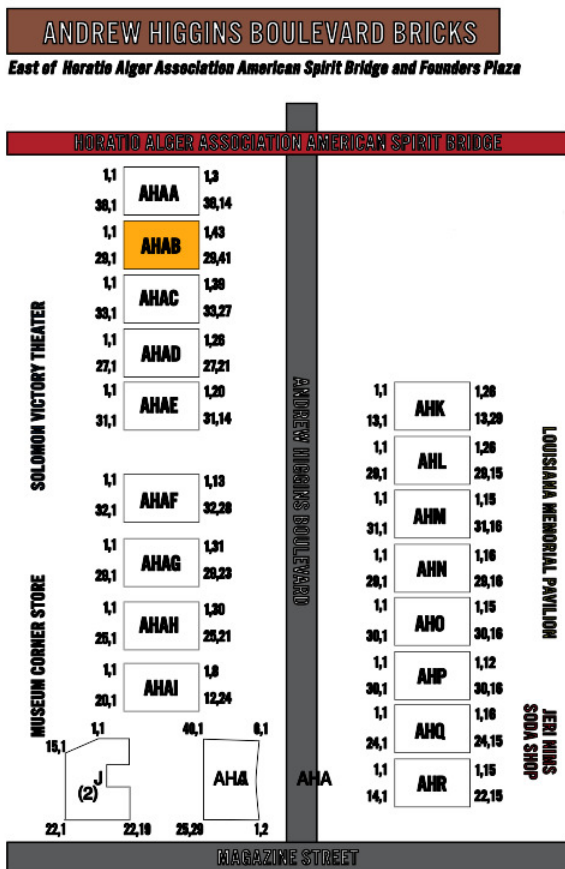 ANDREW HIGGINS BOULEVARD BRICKS
East of Horatio Alger Association American Spirit Bridge and Founders Plaza
HORATIO ALGER ASSOCIATION AMERICAN SPIRIT BRIDGE
1,1 AHAA 1,3
38,1 38,14
1,1 AHAB 1,43
29,1 29,41
1,1 AHAC 1,39
33,1 33,27
1,1 AHAD 1,26
27,1 27,21
1,1 AHAE 1,20
31,1 31,14
1,1 AHAF 1,13
32,1 32,28
1,1 AHAG 1,31
29,1 29,23
1,1 AHAH 1,30
25,1 25,21
1,1 AHAI 1,8
20,1 12,24
SOLOMON VICTORY THEATER
MUSEUM CORNER STORE
1,1
15,1
J
(2)
22,1 22,19
40,1 6,1
25,29 1,2
AHA
ANDREW HIGGINS BOULEVARD
1,1 AHK 1,26
13,1 13,29
1,1 AHL 1,26
29,1 29,15
1,1 AHM 1,15
31,1 31,16
1,1 AHN 1,16
29,1 29,16
1,1 AHO 1,15
30,1 30,16
1,1 AHP 1,12
30,1 30,16
1,1 AHQ 1,16
24,1 24,15
1,1 AHR 1,15
14,1 22,15
LOUISIANA MEMORIAL PAVILION
JERI NIMS
SODA SHOP
MAGAZINE STREET